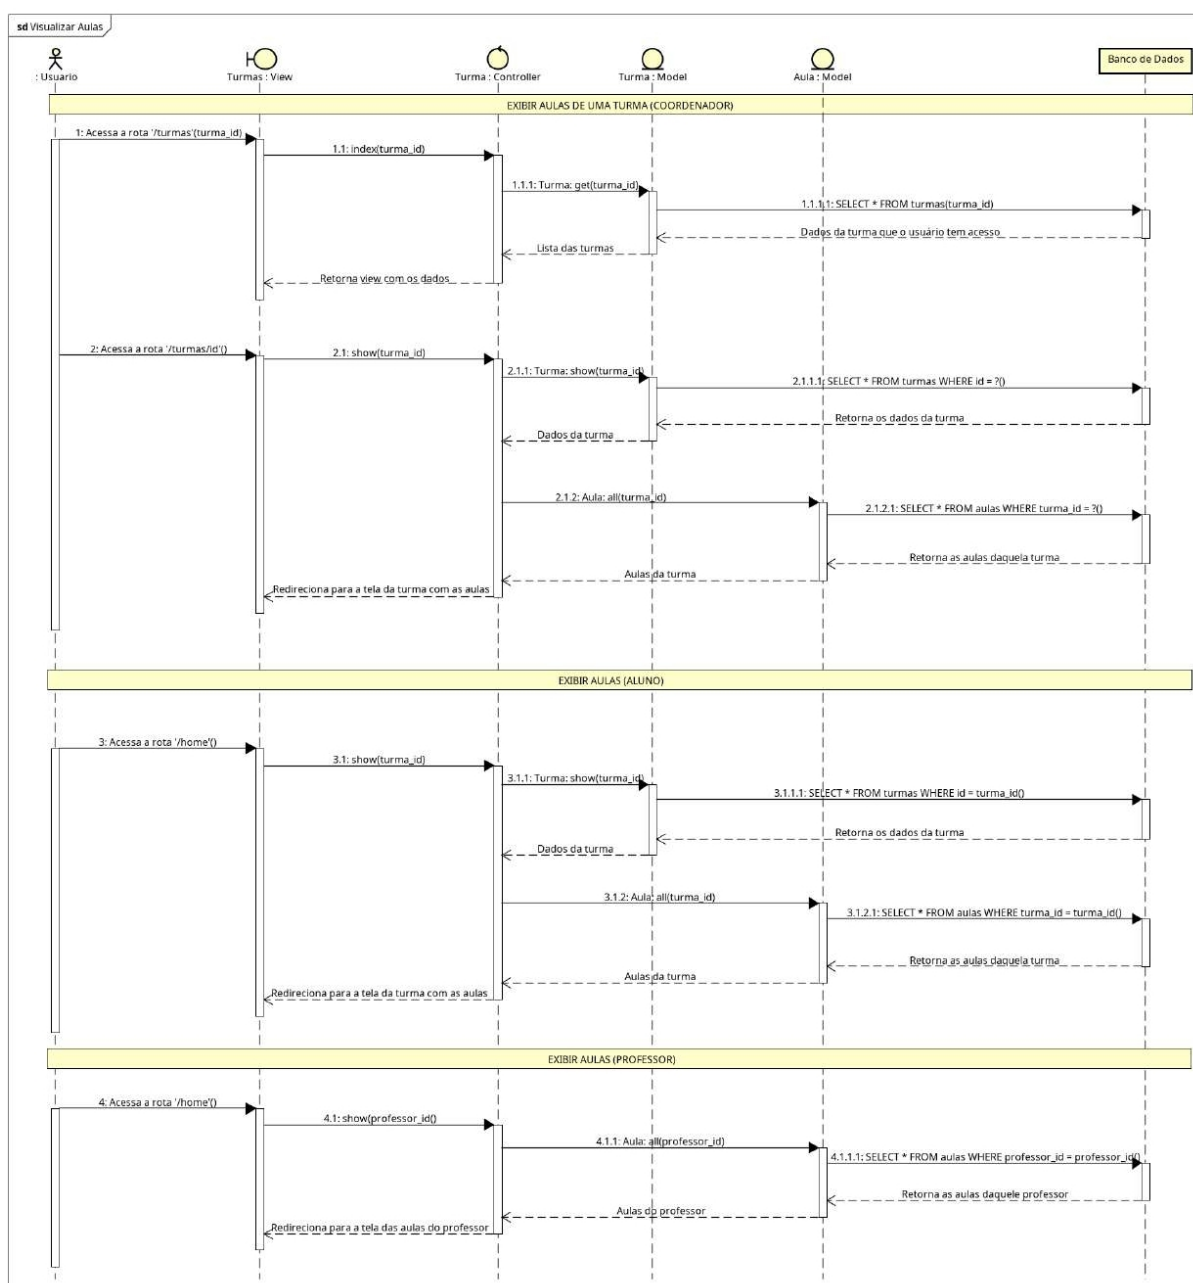 sd Visualizar Aulas
: Usuario
Turmas : View
Turma : Controller
Turma : Model
Aula : Model
Banco de Dados
EXIBIR AULAS DE UMA TURMA (COORDENADOR)
1: Acessa a rota '/turmas'(turma_id)
1.1: index(turma_id)
1.1.1: Turma: get(turma_id)
1.1.1.1: SELECT * FROM turmas(turma_id)
Dados da turma que o usuário tem acesso
Lista das turmas
Retorna view com os dados
2: Acessa a rota '/turmas/id'()
2.1: show(turma_id)
2.1.1: Turma: show(turma_id)
2.1.1.1: SELECT * FROM turmas WHERE id = ?()
Retorna os dados da turma
Dados da turma
2.1.2: Aula: all(turma_id)
2.1.2.1: SELECT * FROM aulas WHERE turma_id = ?()
Retorna as aulas daquela turma
Aulas da turma
Redireciona para a tela da turma com as aulas
EXIBIR AULAS (ALUNO)
3: Acessa a rota '/home'()
3.1: show(turma_id)
3.1.1: Turma: show(turma_id)
3.1.1.1: SELECT * FROM turmas WHERE id = turma_id()
Retorna os dados da turma
Dados da turma
3.1.2: Aula: all(turma_id)
3.1.2.1: SELECT * FROM aulas WHERE turma_id = turma_id()
Retorna as aulas daquela turma
Aulas da turma
Redireciona para a tela da turma com as aulas
EXIBIR AULAS (PROFESSOR)
4: Acessa a rota '/home'()
4.1: show(professor_id()
4.1.1: Aula: all(professor_id)
4.1.1.1: SELECT * FROM aulas WHERE professor_id = professor_id()
Retorna as aulas daquele professor
Aulas do professor
Redireciona para a tela das aulas do professor